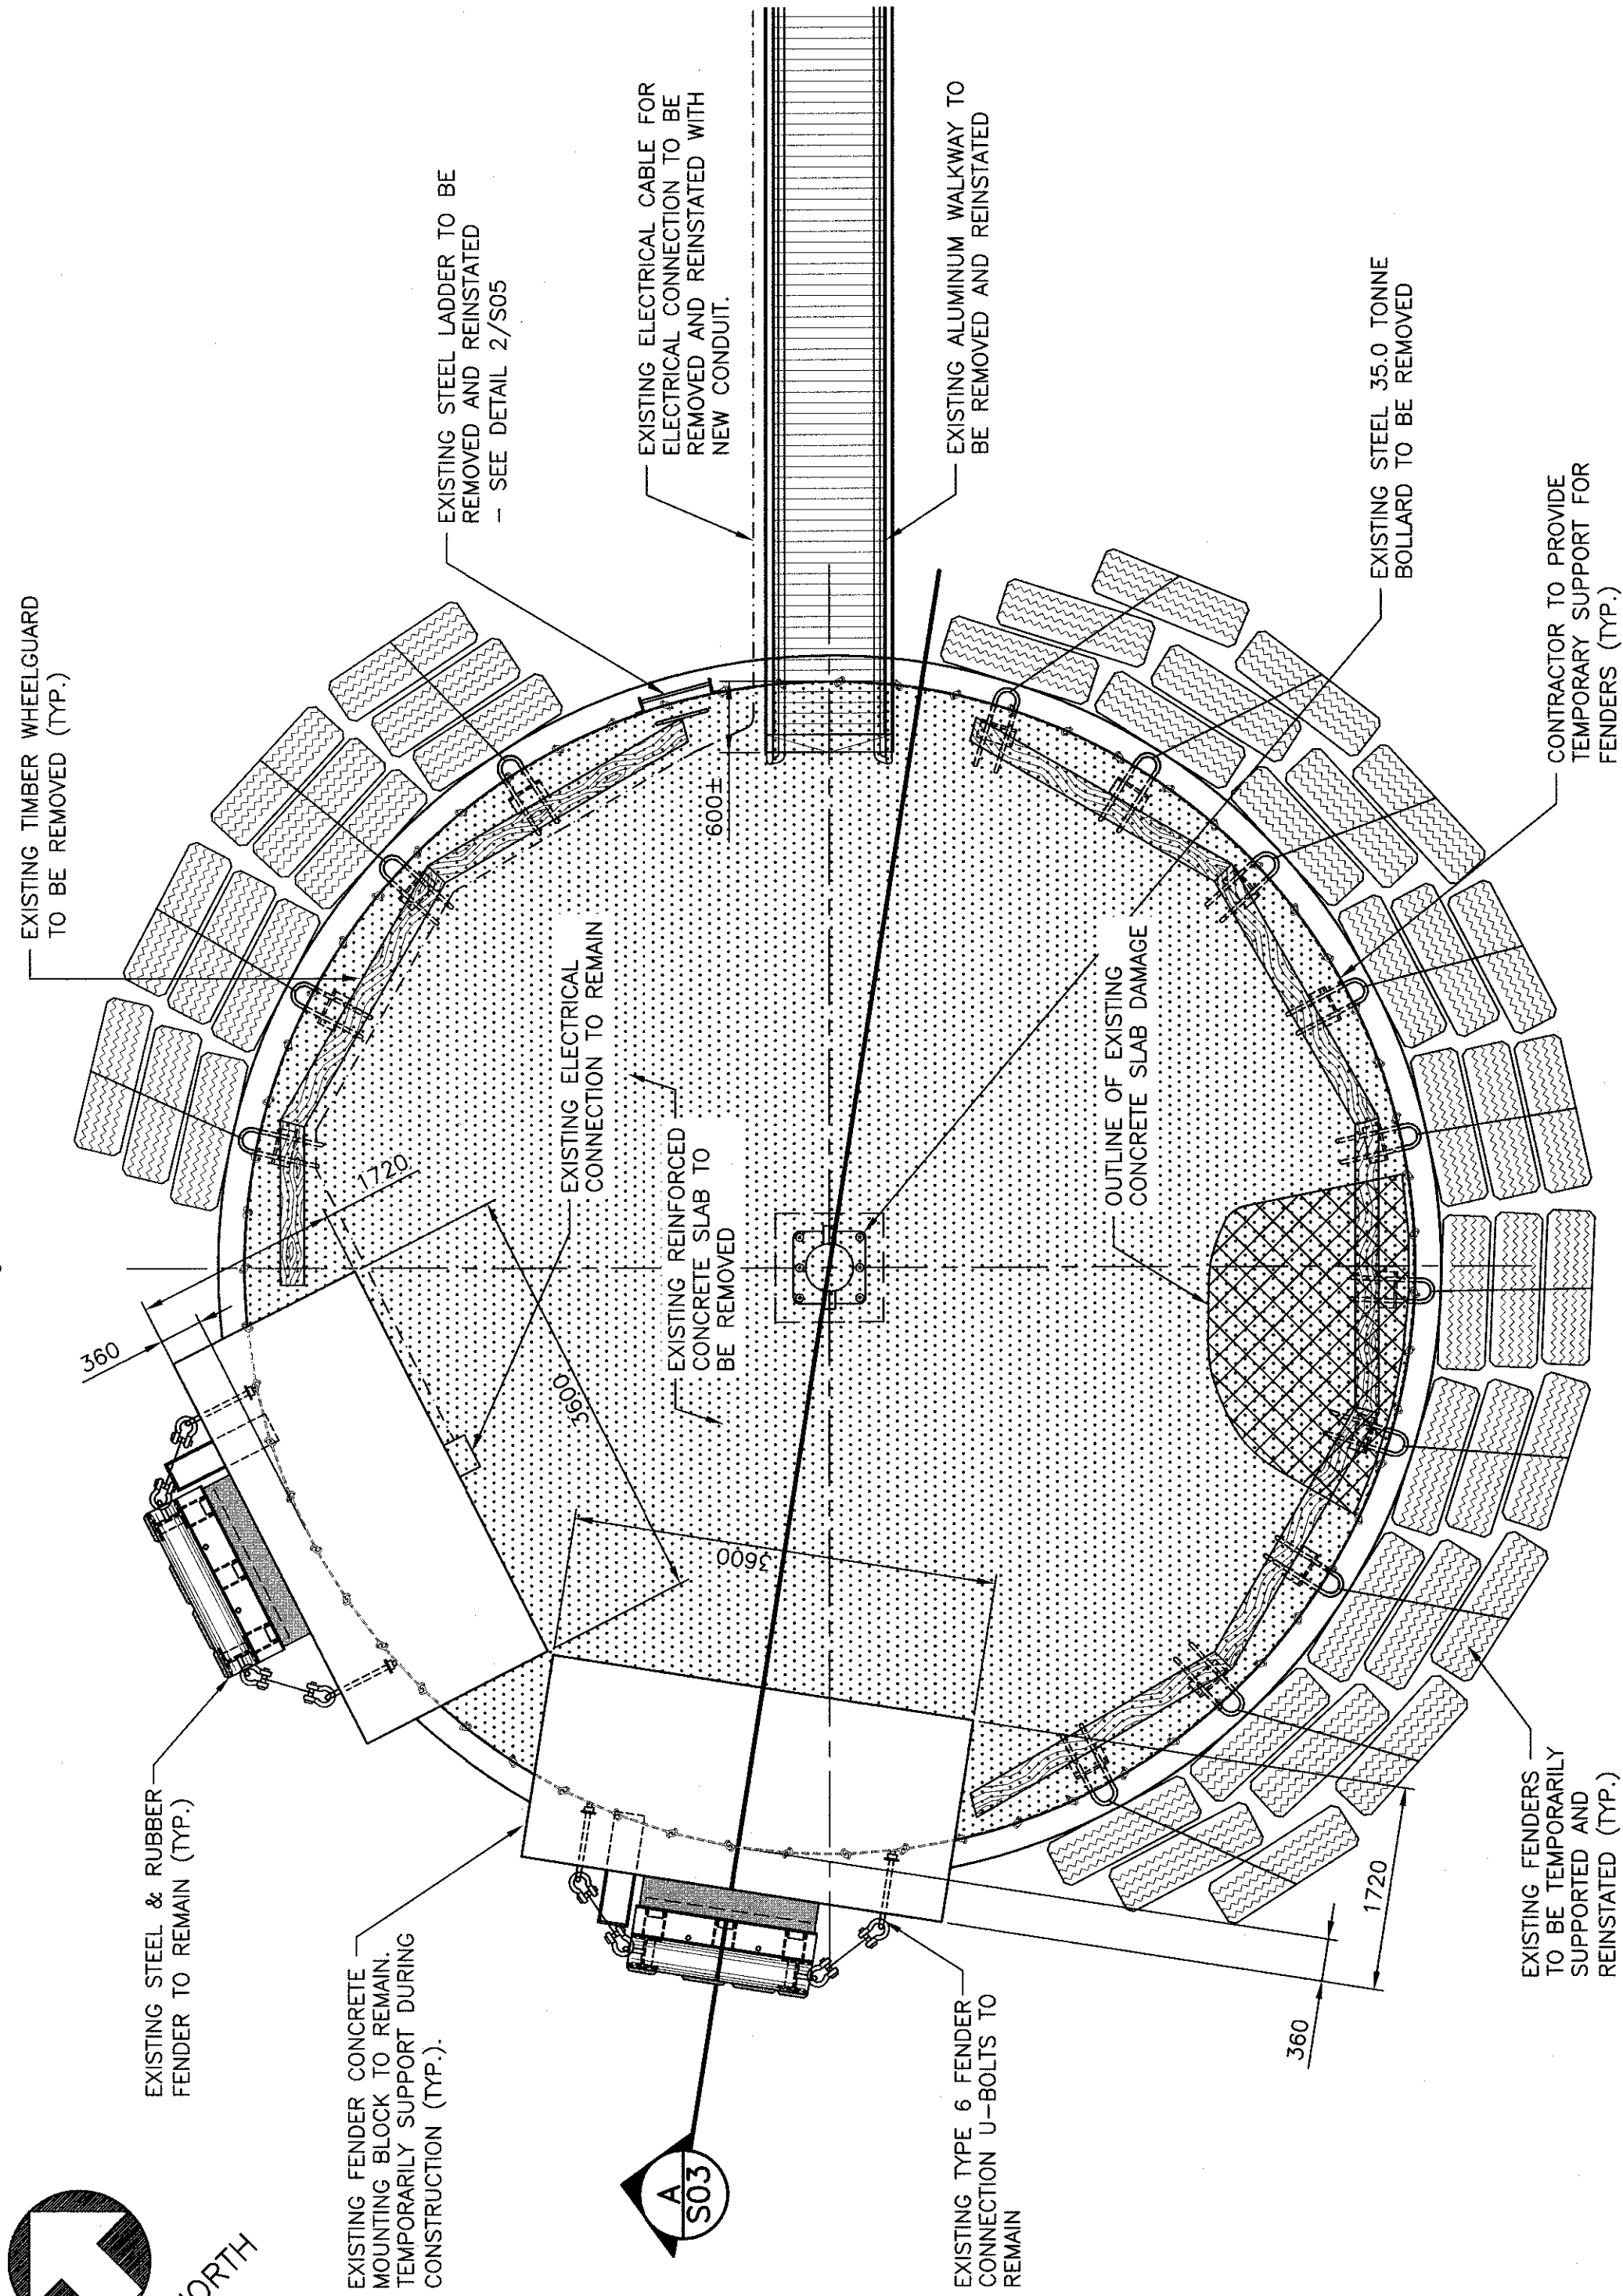 EXISTING STEEL & RUBBER
FENDER TO REMAIN (TYP.)
EXISTING TIMBER WHEELGUARD
TO BE REMOVED (TYP.)
EXISTING FENDER CONCRETE
MOUNTING BLOCK TO REMAIN.
TEMPORARILY SUPPORT DURING
CONSTRUCTION (TYP.).
EXISTING STEEL LADDER TO BE
REMOVED AND REINSTATED
- SEE DETAIL 2/S05
360
1720
3600
EXISTING ELECTRICAL
CONNECTION TO REMAIN
EXISTING ELECTRICAL CABLE FOR
ELECTRICAL CONNECTION TO BE
REMOVED AND REINSTATED WITH
NEW CONDUIT.
EXISTING REINFORCED
CONCRETE SLAB TO
BE REMOVED
600±
3600
A
S03
EXISTING ALUMINUM WALKWAY TO
BE REMOVED AND REINSTATED
EXISTING TYPE 6 FENDER
CONNECTION U-BOLTS TO
REMAIN
OUTLINE OF EXISTING
CONCRETE SLAB DAMAGE
EXISTING STEEL 35.0 TONNE
BOLLARD TO BE REMOVED
360
1720
EXISTING FENDERS
TO BE TEMPORARILY
SUPPORTED AND
REINSTATED (TYP.)
CONTRACTOR TO PROVIDE
TEMPORARY SUPPORT FOR
FENDERS (TYP.)